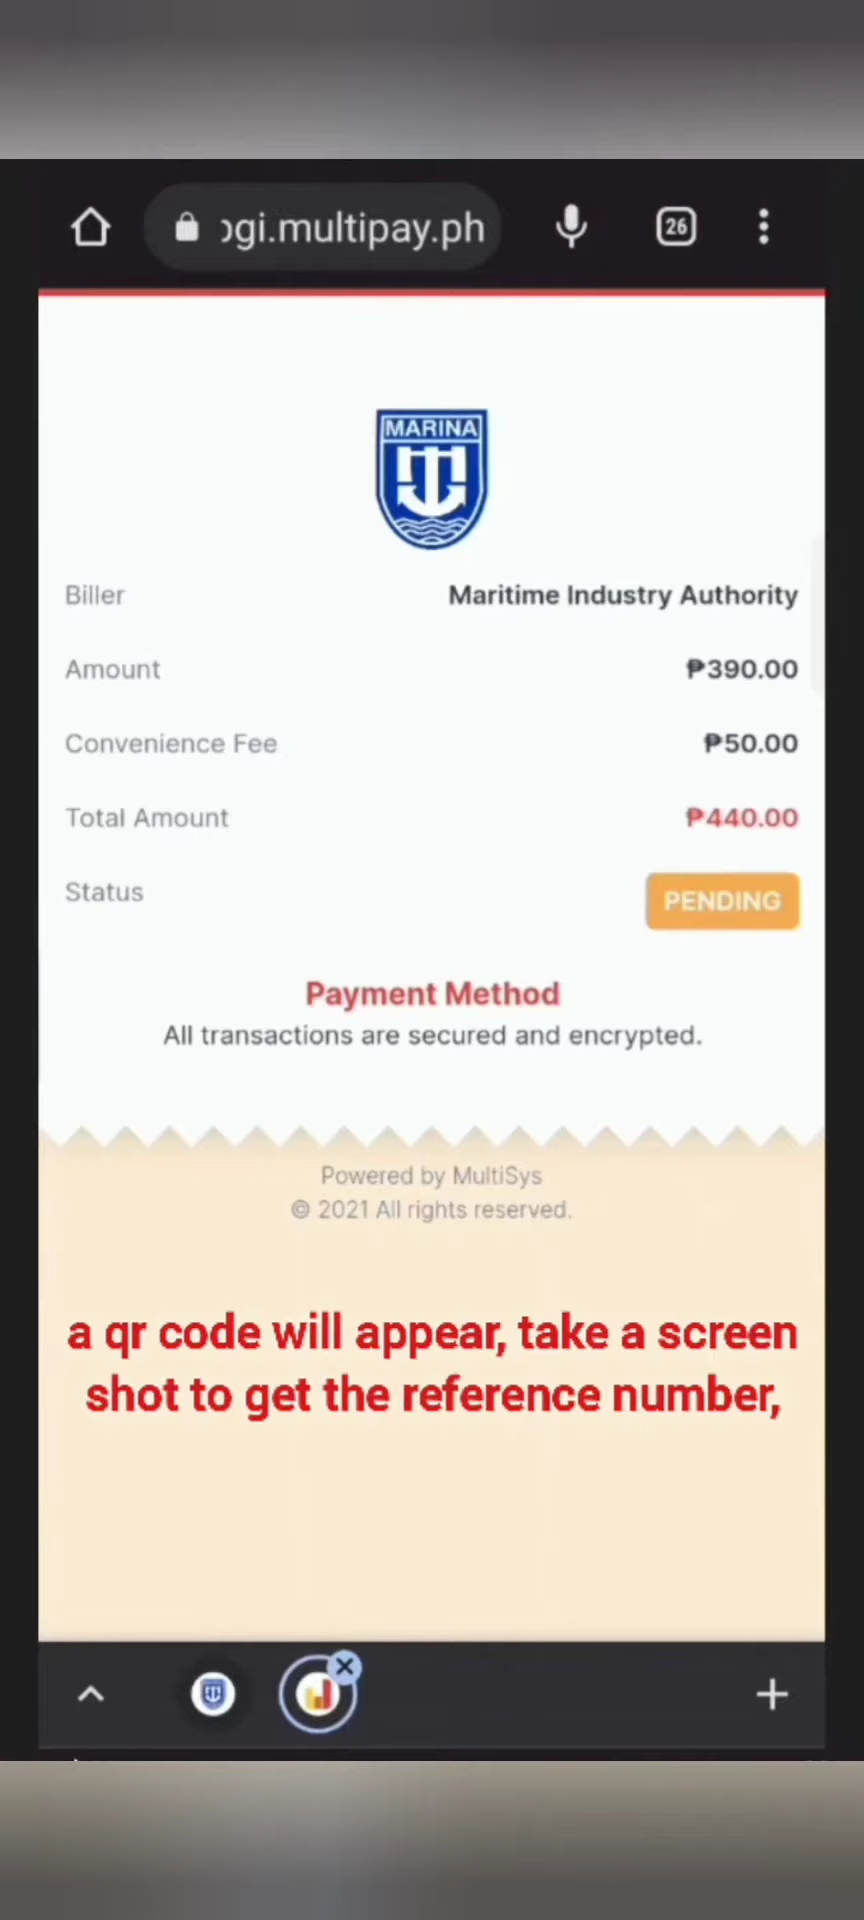 ogi.multipay.ph
26
MARINA
Biller Maritime Industry Authority
Amount ₱390.00
Convenience Fee ₱50.00
Total Amount ₱440.00
Status PENDING
Payment Method
All transactions are secured and encrypted.
Powered by MultiSys
© 2021 All rights reserved.
a qr code will appear, take a screen
shot to get the reference number,